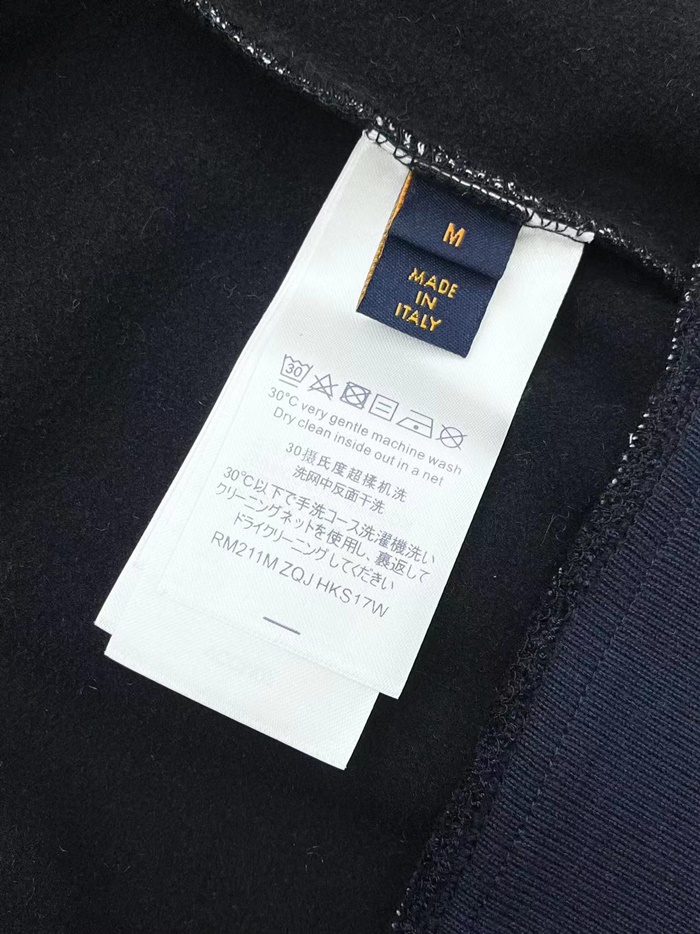 M
MADE
IN
ITALY
30
30°C very gentle machine wash
Dry clean inside out in a net
30摄氏度超揉机洗
洗网中反面干洗
30℃以下で手洗コース洗濯機洗い
クリーニングネットを使用し、裏返して
ドライクリーニングしてください
RM211M ZQJ HKS17W